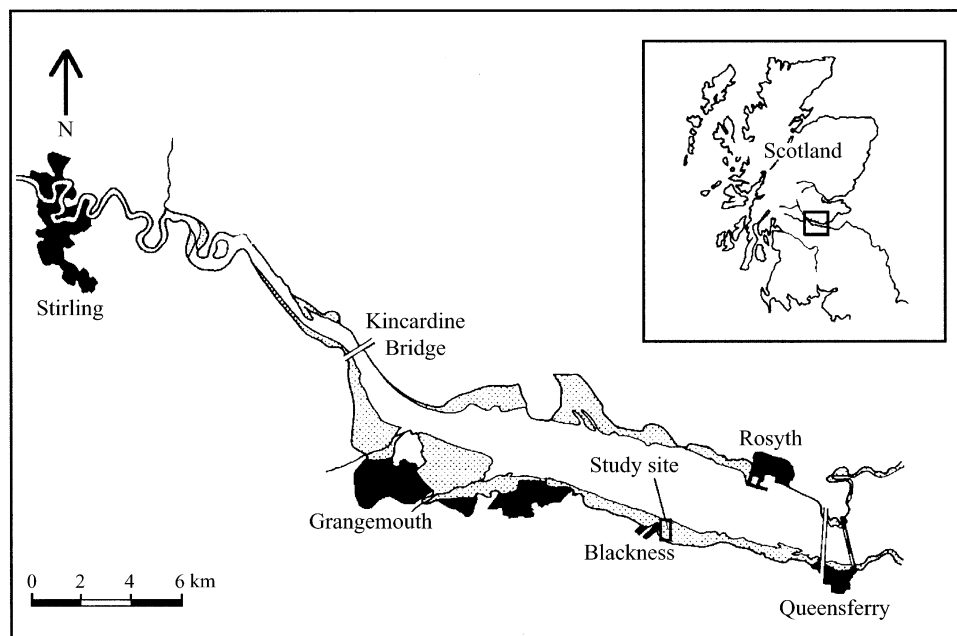 N
Scotland
Stirling
Kincardine
Bridge
Rosyth
Study site
Grangemouth
Blackness
0 2 4 6 km
Queensferry